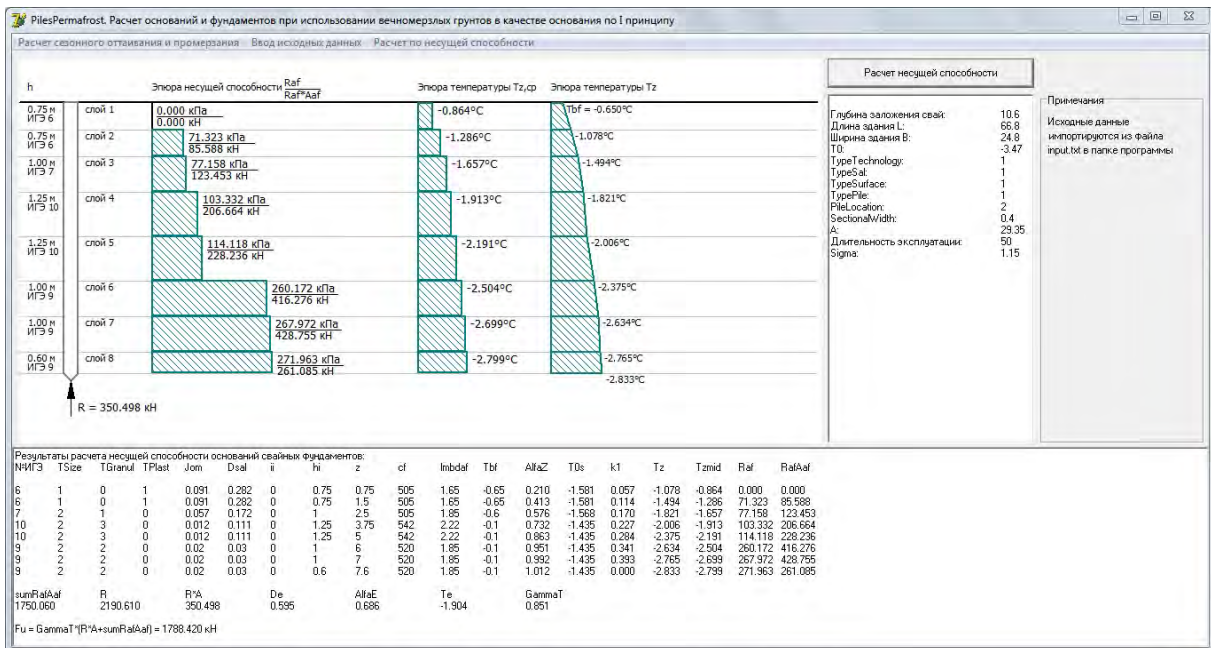 PilesPermafrost. Расчет оснований и фундаментов при использовании вечномерзлых грунтов в качестве основания по I принципу
Расчет сезонного оттаивания и промерзания Ввод исходных данных Расчет по несущей способности
h Эпюра несущей способности Raf Эпюра температуры Tz,ср Эпюра температуры Tz
Raf*Aaf
0.75 м слой 1 0.000 кПа -0.864°C Tbf = -0.650°C
ИГЭ 6 0.000 кН
0.75 м слой 2 71.323 кПа -1.286°C -1.078°C
ИГЭ 6 85.588 кН
1.00 м слой 3 77.158 кПа -1.657°C -1.494°C
ИГЭ 7 123.453 кН
1.25 м слой 4 103.332 кПа -1.913°C -1.821°C
ИГЭ 10 206.664 кН
1.25 м слой 5 114.118 кПа -2.191°C -2.006°C
ИГЭ 10 228.236 кН
1.00 м слой 6 260.172 кПа -2.504°C -2.375°C
ИГЭ 9 416.276 кН
1.00 м слой 7 267.972 кПа -2.699°C -2.634°C
ИГЭ 9 428.755 кН
0.60 м слой 8 271.963 кПа -2.799°C -2.765°C
ИГЭ 9 261.085 кН
-2.833°C
R = 350.498 кН
Расчет несущей способности
Глубина заложения свай: 10.6
Длина здания L: 66.8
Ширина здания B: 24.8
T0: -3.47
TypeTechnology: 1
TypeSal: 1
TypeSurface: 1
TypePile: 1
PileLocation: 2
SectionalWidth: 0.4
A: 29.35
Длительность эксплуатации: 50
Sigma: 1.15
Примечания
Исходные данные
импортируются из файла
input.txt в папке программы
Результаты расчета несущей способности оснований свайных фундаментов:
№ИГЭ TSize TGranul TPlast Jom Dsal ii hi z cf lmbdaf Tbf AlfaZ T0s k1 Tz Tzmid Raf RafAaf
6 1 0 1 0.091 0.282 0 0.75 0.75 505 1.65 -0.65 0.210 -1.581 0.057 -1.078 -0.864 0.000 0.000
6 1 0 1 0.091 0.282 0 0.75 1.5 505 1.65 -0.65 0.413 -1.581 0.114 -1.494 -1.286 71.323 85.588
7 2 1 0 0.057 0.172 0 1 2.5 505 1.85 -0.6 0.576 -1.568 0.170 -1.821 -1.657 77.158 123.453
10 2 3 0 0.012 0.111 0 1.25 3.75 542 2.22 -0.1 0.732 -1.435 0.227 -2.006 -1.913 103.332 206.664
10 2 3 0 0.012 0.111 0 1.25 5 542 2.22 -0.1 0.863 -1.435 0.284 -2.375 -2.191 114.118 228.236
9 2 2 0 0.02 0.03 0 1 6 520 1.85 -0.1 0.951 -1.435 0.341 -2.634 -2.504 260.172 416.276
9 2 2 0 0.02 0.03 0 1 7 520 1.85 -0.1 0.992 -1.435 0.393 -2.765 -2.699 267.972 428.755
9 2 2 0 0.02 0.03 0 0.6 7.6 520 1.85 -0.1 1.012 -1.435 0.000 -2.833 -2.799 271.963 261.085
sumRafAaf R R*A De AlfaE Te GammaT
1750.060 2190.610 350.498 0.595 0.686 -1.904 0.851
Fu = GammaT*(R*A+sumRafAaf) = 1788.420 кН